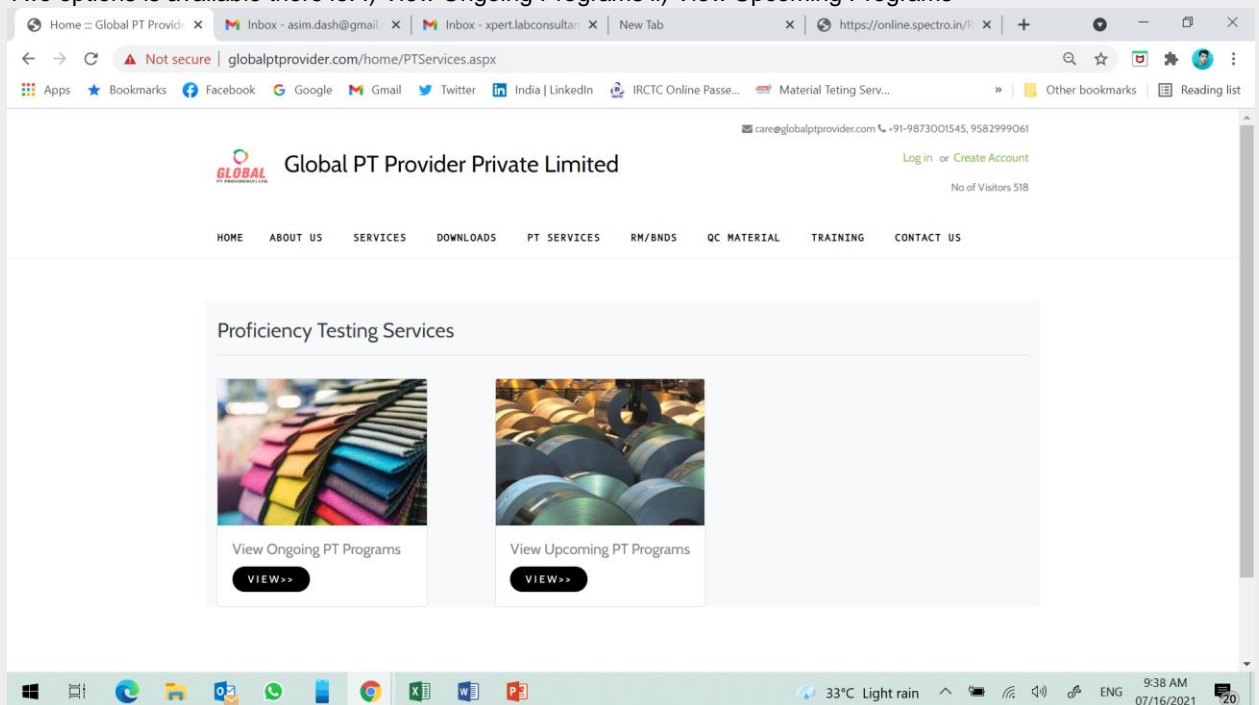 Two options is available there for i) View Ongoing Programs ii) View Upcoming Programs
Home ::: Global PT Provid
Inbox - asim.dash@gmail.
Inbox - xpert.labconsultan
New Tab
https://online.spectro.in/R
Not secure | globalptprovider.com/home/PTServices.aspx
Apps Bookmarks Facebook Google Gmail Twitter India | LinkedIn IRCTC Online Passe... Material Teting Serv... » Other bookmarks Reading list
care@globalptprovider.com +91-9873001545, 9582999061
GLOBAL
Global PT Provider Private Limited
Log in or Create Account
No of Visitors 518
HOME ABOUT US SERVICES DOWNLOADS PT SERVICES RM/BNDS QC MATERIAL TRAINING CONTACT US
Proficiency Testing Services
View Ongoing PT Programs
VIEW>>
View Upcoming PT Programs
VIEW>>
33°C Light rain
ENG
9:38 AM
07/16/2021
20